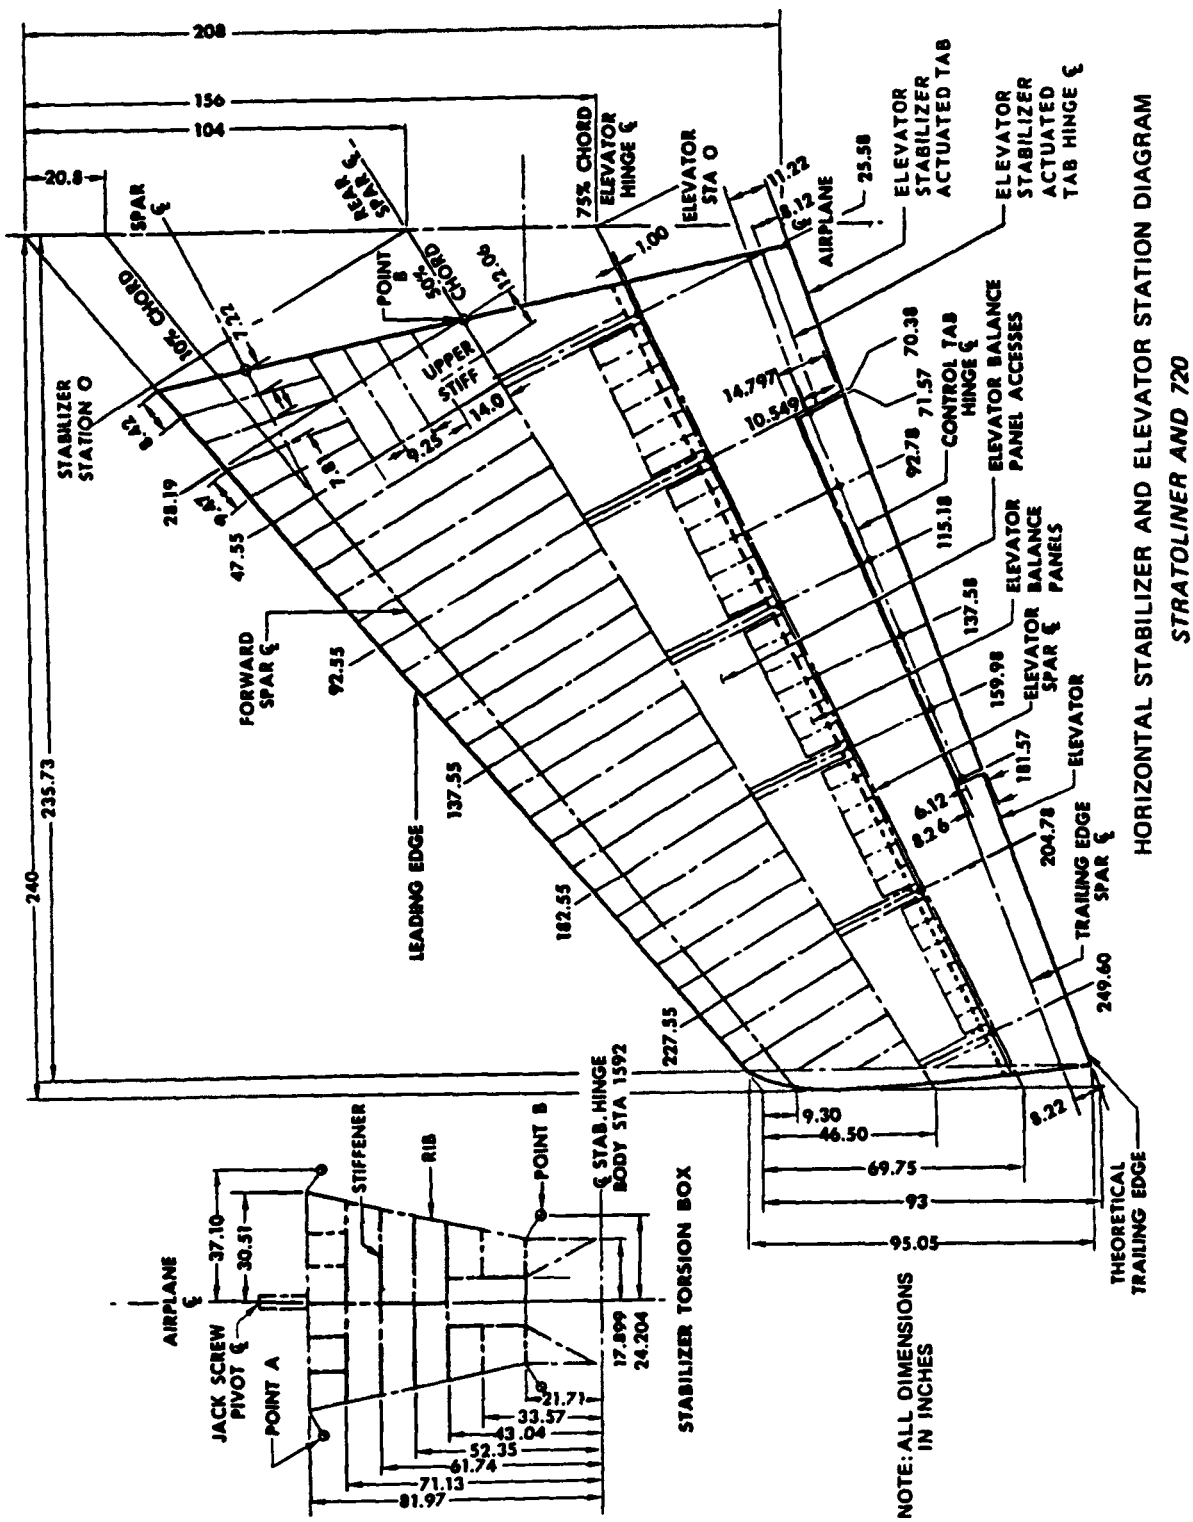 208
156
104
20.8
240
235.73
SPAR ℄
REAR
SPAR ℄
10% CHORD
7.22
POINT
B
50%
CHORD
12.06
75% CHORD
ELEVATOR
HINGE ℄
ELEVATOR
STA O
11.22
8.12
℄
AIRPLANE
25.58
1.00
ELEVATOR
STABILIZER
ACTUATED TAB
ELEVATOR
STABILIZER
ACTUATED
TAB HINGE ℄
STABILIZER
STATION O
8.42
28.19
9.47
47.55
7.8
UPPER
STIFF
9.25
14.0
14.797
10.549
70.38
71.57
92.78
CONTROL TAB
HINGE ℄
115.18
ELEVATOR BALANCE
PANEL ACCESSES
137.58
ELEVATOR
BALANCE
PANELS
159.98
ELEVATOR
SPAR ℄
181.57
ELEVATOR
6.12
8.26
204.78
TRAILING EDGE
SPAR ℄
249.60
FORWARD
SPAR ℄
92.55
LEADING EDGE
137.55
182.55
227.55
9.30
46.50
69.75
93
95.05
8.22
THEORETICAL
TRAILING EDGE
AIRPLANE
℄
JACK SCREW
PIVOT ℄
POINT A
37.10
30.51
STIFFENER
RIB
POINT B
℄ STAB. HINGE
BODY STA 1592
17.899
24.204
21.71
33.57
43.04
52.35
61.74
71.13
81.97
STABILIZER TORSION BOX
NOTE: ALL DIMENSIONS
IN INCHES
HORIZONTAL STABILIZER AND ELEVATOR STATION DIAGRAM
STRATOLINER AND 720